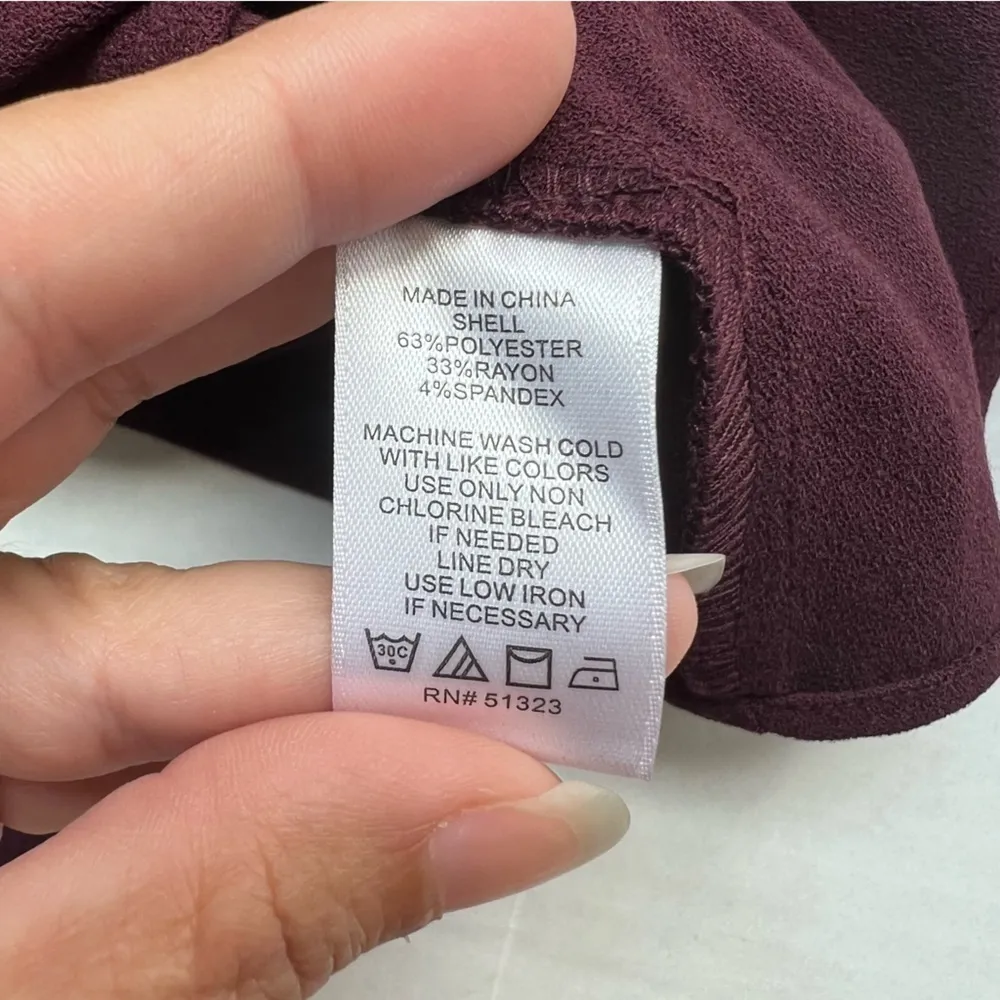 MADE IN CHINA
SHELL
63%POLYESTER
33%RAYON
4%SPANDEX
MACHINE WASH COLD
WITH LIKE COLORS
USE ONLY NON
CHLORINE BLEACH
IF NEEDED
LINE DRY
USE LOW IRON
IF NECESSARY
30C
RN# 51323